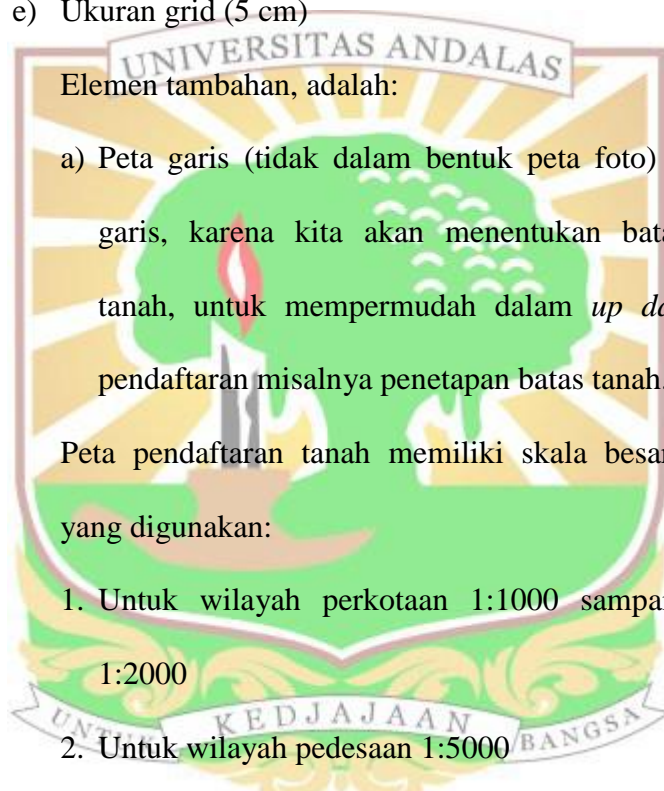 e) Ukuran grid (5 cm)
UNIVERSITAS ANDALAS
Elemen tambahan, adalah:
a) Peta garis (tidak dalam bentuk peta foto)
garis, karena kita akan menentukan bata
tanah, untuk mempermudah dalam up da
pendaftaran misalnya penetapan batas tanah.
Peta pendaftaran tanah memiliki skala besar
yang digunakan:
1. Untuk wilayah perkotaan 1:1000 sampai
1:2000
UNTUK KEDJAJAAN BANGSA
2. Untuk wilayah pedesaan 1:5000